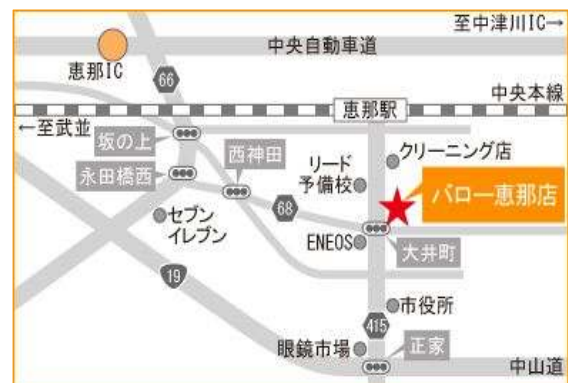 至中津川IC→
中央自動車道
恵那IC
66
中央本線
恵那駅
←至武並
坂の上
西神田
リード
予備校
クリーニング店
永田橋西
バロー恵那店
セブン
イレブン
68
ENEOS
大井町
19
市役所
415
眼鏡市場
正家
中山道